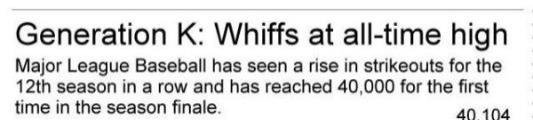 Generation K: Whiffs at all-time high
Major League Baseball has seen a rise in strikeouts for the
12th season in a row and has reached 40,000 for the first
time in the season finale.
40,104